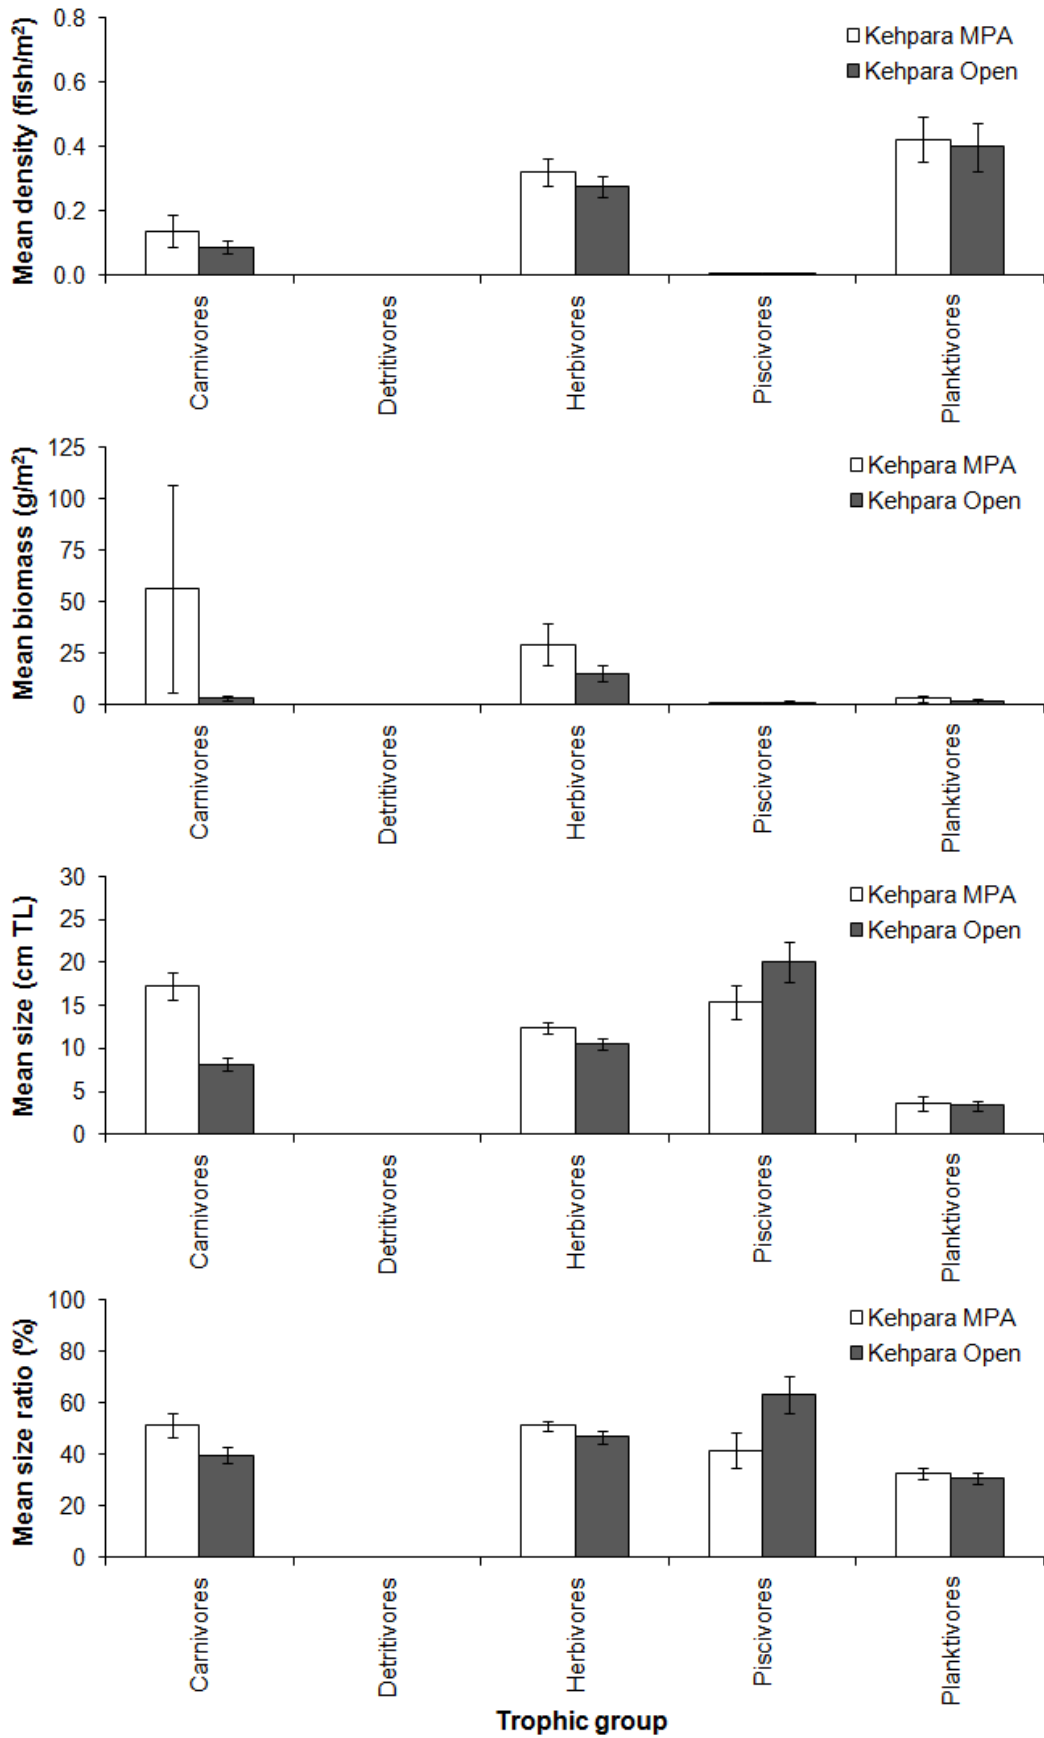 Mean density (fish/m²)
0.8
0.6
0.4
0.2
0.0
Kehpara MPA
Kehpara Open
Carnivores
Detritivores
Herbivores
Piscivores
Planktivores
Mean biomass (g/m²)
125
100
75
50
25
0
Kehpara MPA
Kehpara Open
Carnivores
Detritivores
Herbivores
Piscivores
Planktivores
Mean size (cm TL)
30
25
20
15
10
5
0
Kehpara MPA
Kehpara Open
Carnivores
Detritivores
Herbivores
Piscivores
Planktivores
Mean size ratio (%)
100
80
60
40
20
0
Kehpara MPA
Kehpara Open
Carnivores
Detritivores
Herbivores
Piscivores
Planktivores
Trophic group